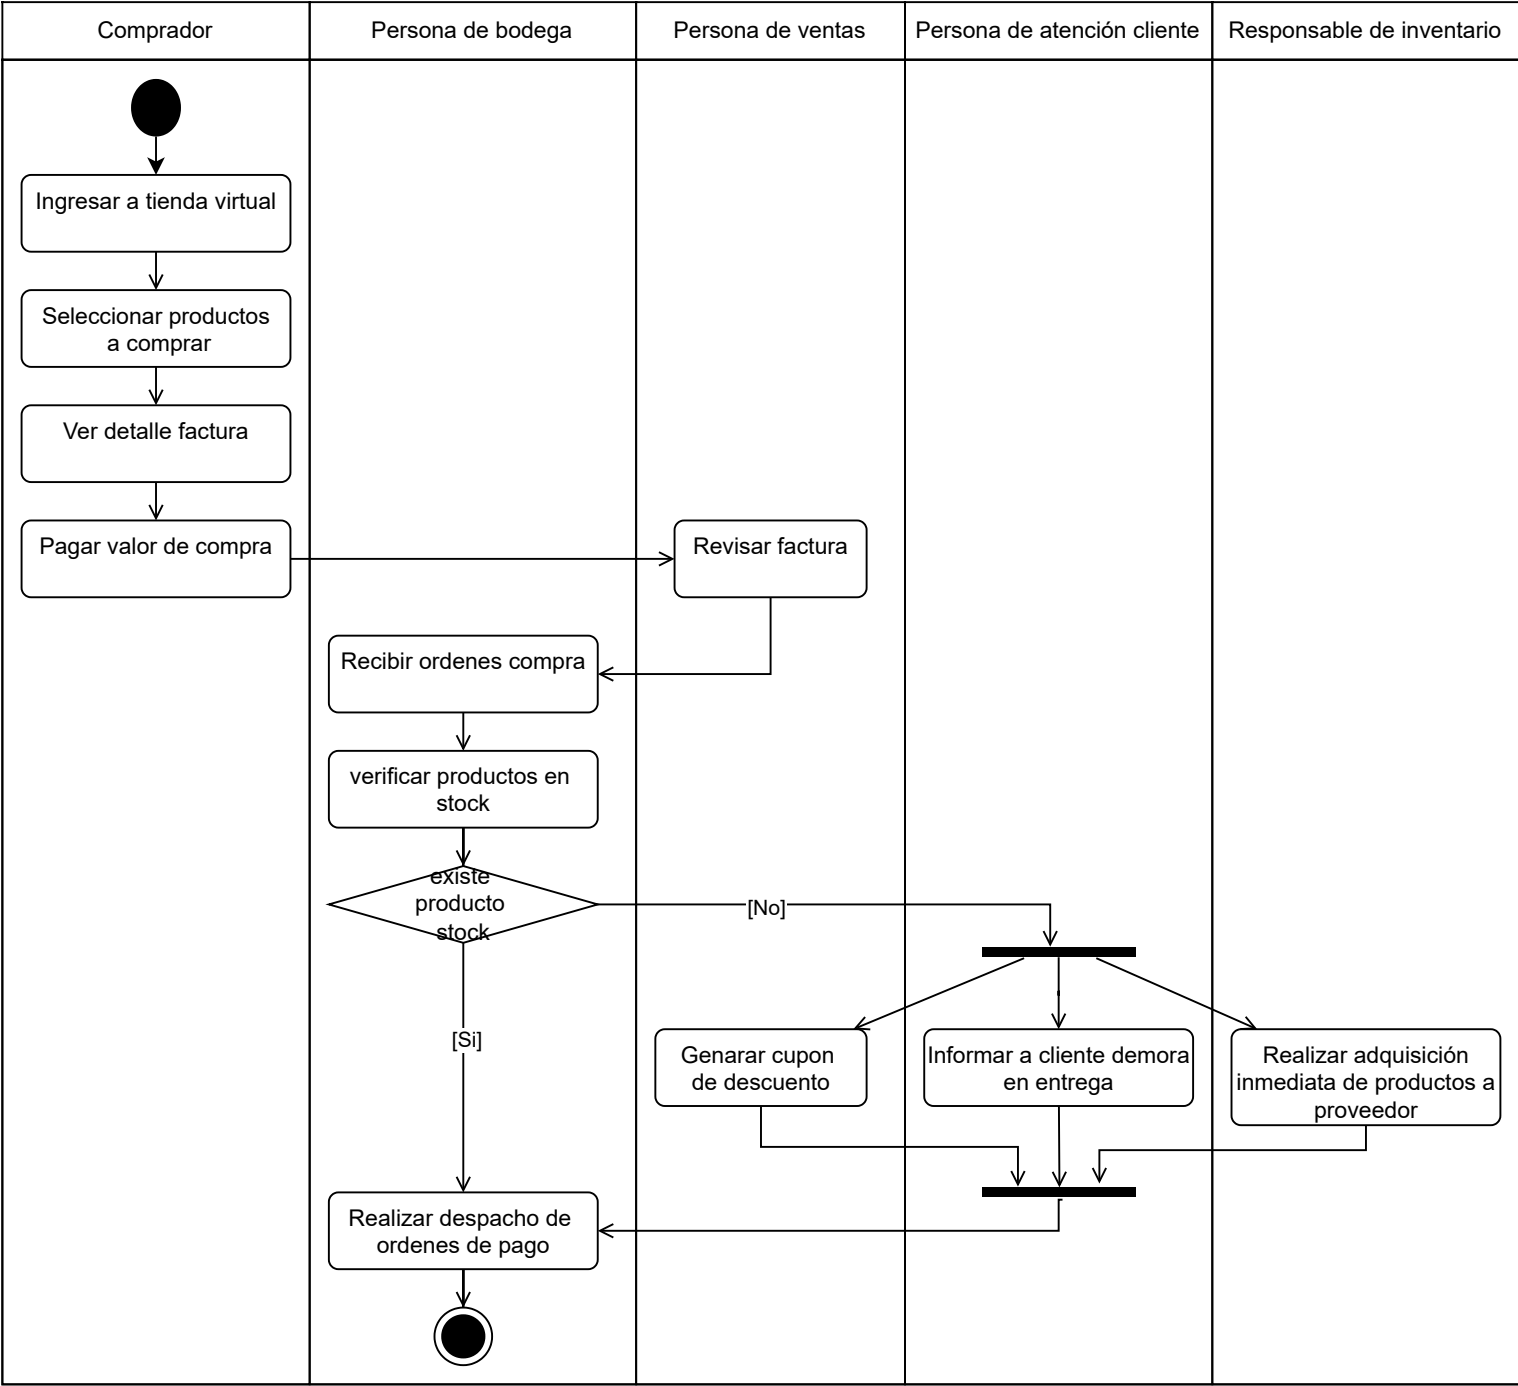 Comprador
Persona de bodega
Persona de ventas
Persona de atención cliente
Responsable de inventario
Ingresar a tienda virtual
Seleccionar productos
a comprar
Ver detalle factura
Pagar valor de compra
Revisar factura
Recibir ordenes compra
verificar productos en
stock
existe
producto
stock
[No]
[Si]
Genarar cupon
de descuento
Informar a cliente demora
en entrega
Realizar adquisición
inmediata de productos a
proveedor
Realizar despacho de
ordenes de pago